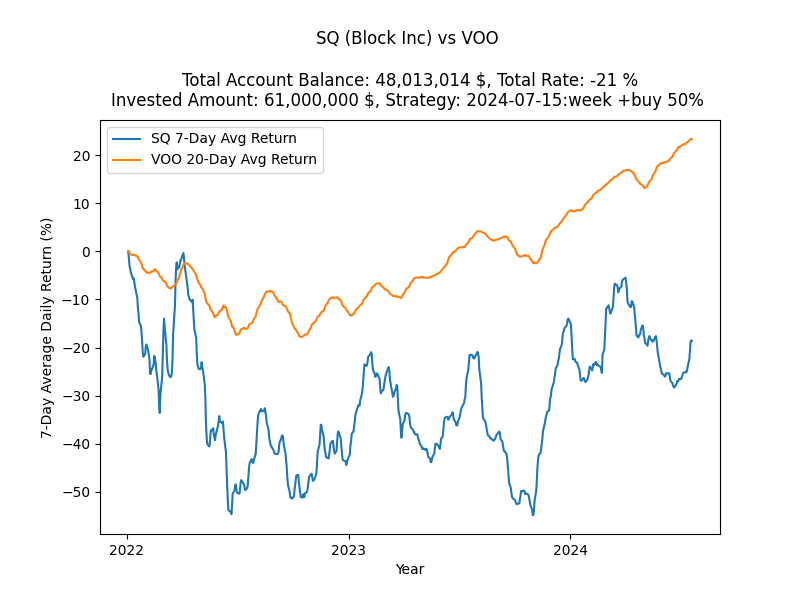 SQ (Block Inc) vs VOO
Total Account Balance: 48,013,014 $, Total Rate: -21 %
Invested Amount: 61,000,000 $, Strategy: 2024-07-15:week +buy 50%
SQ 7-Day Avg Return
VOO 20-Day Avg Return
7-Day Average Daily Return (%)
20
10
0
−10
−20
−30
−40
−50
2022
2023
2024
Year